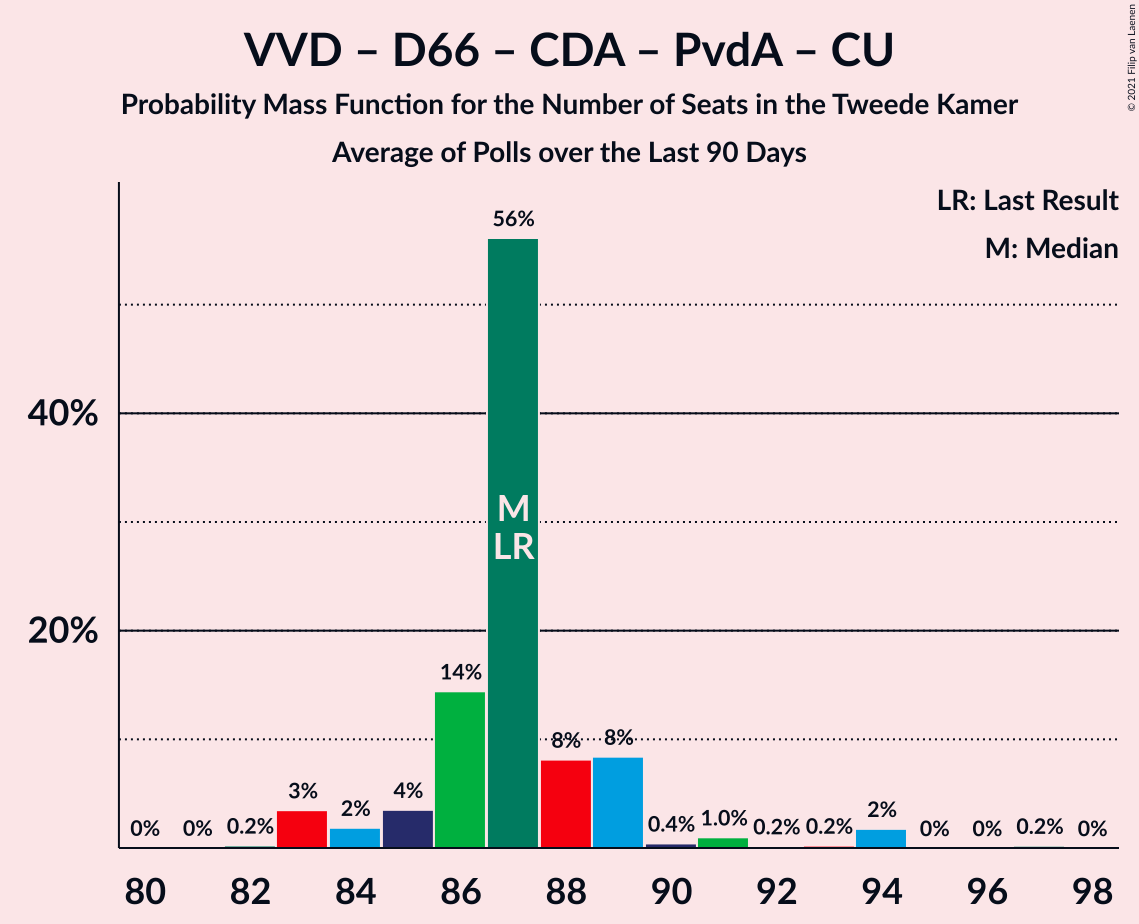 VVD – D66 – CDA – PvdA – CU
Probability Mass Function for the Number of Seats in the Tweede Kamer
Average of Polls over the Last 90 Days
© 2021 Filip van Laenen
LR: Last Result
M: Median
40%
20%
0%
0%
0.2%
3%
2%
4%
14%
56%
8%
8%
0.4%
1.0%
0.2%
0.2%
2%
0%
0%
0.2%
0%
M
LR
80 82 84 86 88 90 92 94 96 98